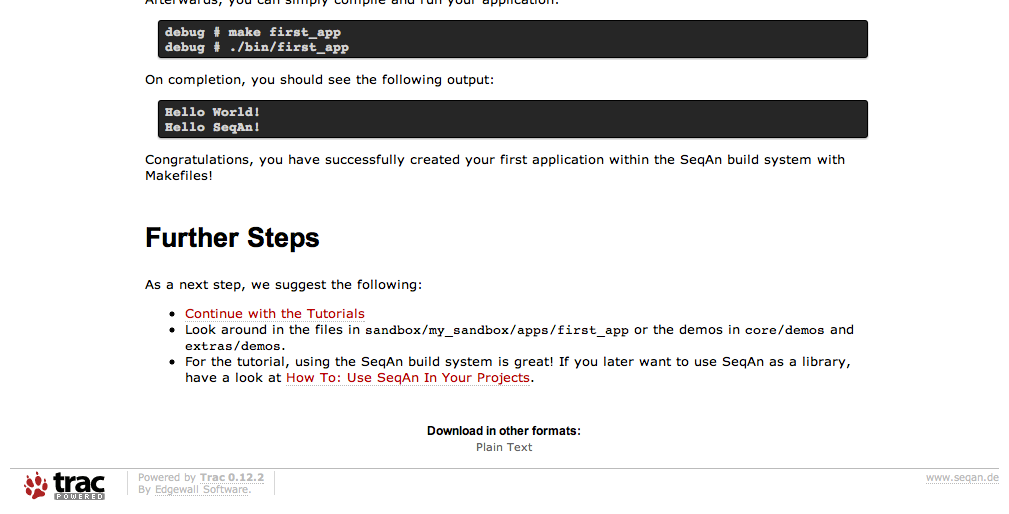 Afterwards, you can simply compile and run your application.
debug # make first_app
debug # ./bin/first_app
On completion, you should see the following output:
Hello World!
Hello SeqAn!
Congratulations, you have successfully created your first application within the SeqAn build system with
Makefiles!
Further Steps
As a next step, we suggest the following:
• Continue with the Tutorials
• Look around in the files in sandbox/my_sandbox/apps/first_app or the demos in core/demos and
extras/demos.
• For the tutorial, using the SeqAn build system is great! If you later want to use SeqAn as a library,
have a look at How To: Use SeqAn In Your Projects.
Download in other formats:
Plain Text
trac
POWERED
Powered by Trac 0.12.2
By Edgewall Software.
www.seqan.de